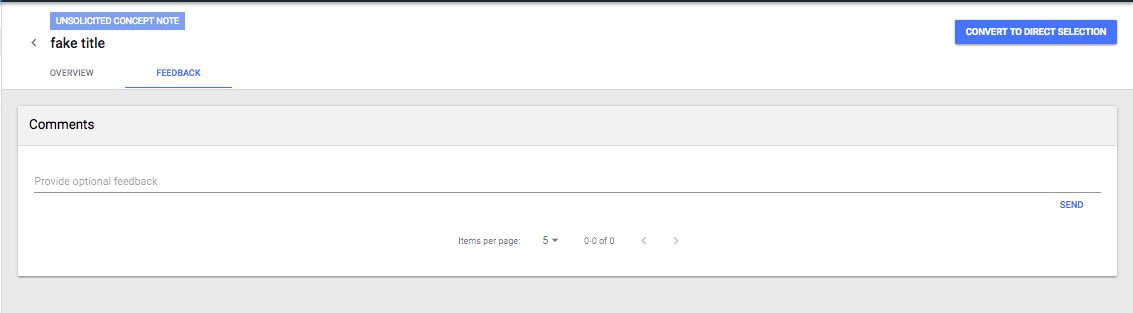 UNSOLICITED CONCEPT NOTE
fake title
CONVERT TO DIRECT SELECTION
OVERVIEW FEEDBACK
Comments
Provide optional feedback
SEND
Items per page: 5 0-0 of 0